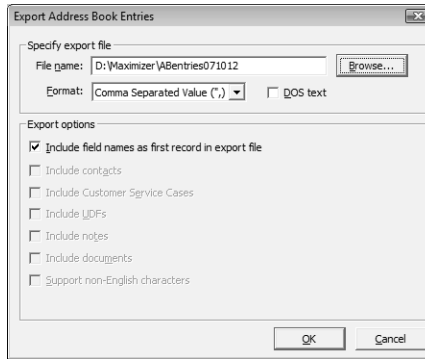 Export Address Book Entries
Specify export file
File name: D:\Maximizer\ABentries071012 Browse...
Format: Comma Separated Value (",) DOS text
Export options
Include field names as first record in export file
Include contacts
Include Customer Service Cases
Include UDFs
Include notes
Include documents
Support non-English characters
OK Cancel